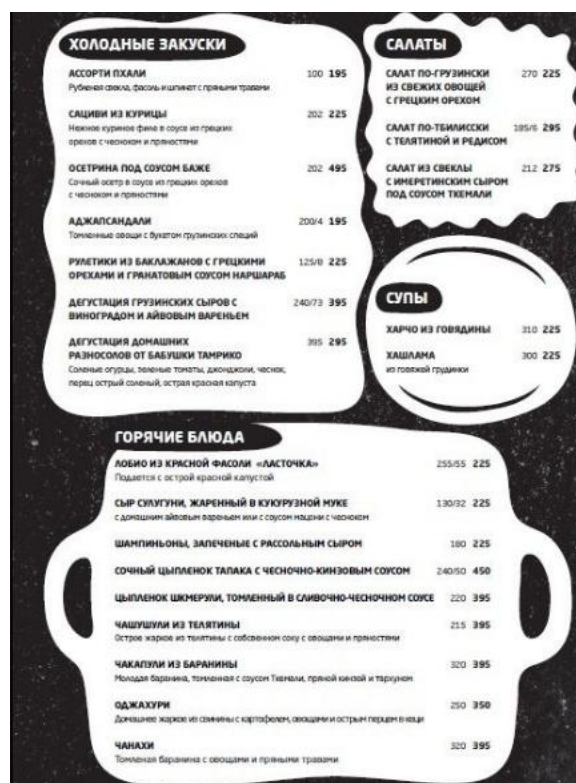 ХОЛОДНЫЕ ЗАКУСКИ
АССОРТИ ПХАЛИ 100 195
Рубленая свекла, фасоль и шпинат с пряными травами
САЦИВИ ИЗ КУРИЦЫ 202 225
Нежное куриное филе в соусе из грецких
орехов с чесноком и пряностями
ОСЕТРИНА ПОД СОУСОМ БАЖЕ 202 495
Сочный осетр в соусе из грецких орехов
с чесноком и пряностями
АДЖАПСАНДАЛИ 200/4 195
Томленные овощи с букетом грузинских специй
РУЛЕТИКИ ИЗ БАКЛАЖАНОВ С ГРЕЦКИМИ 125/8 225
ОРЕХАМИ И ГРАНАТОВЫМ СОУСОМ НАРШАРАБ
ДЕГУСТАЦИЯ ГРУЗИНСКИХ СЫРОВ С 240/73 395
ВИНОГРАДОМ И АЙВОВЫМ ВАРЕНЬЕМ
ДЕГУСТАЦИЯ ДОМАШНИХ 395 295
РАЗНОСОЛОВ ОТ БАБУШКИ ТАМРИКО
Соленые огурцы, зеленые томаты, джонджоли, чеснок,
перец острый соленый, острая красная капуста
САЛАТЫ
САЛАТ ПО-ГРУЗИНСКИ 270 225
ИЗ СВЕЖИХ ОВОЩЕЙ
С ГРЕЦКИМ ОРЕХОМ
САЛАТ ПО-ТБИЛИССКИ 195/6 295
С ТЕЛЯТИНОЙ И РЕДИСОМ
САЛАТ ИЗ СВЕКЛЫ 212 275
С ИМЕРЕТИНСКИМ СЫРОМ
ПОД СОУСОМ ТКЕМАЛИ
СУПЫ
ХАРЧО ИЗ ГОВЯДИНЫ 310 225
ХАШЛАМА 300 225
из говяжей грудинки
ГОРЯЧИЕ БЛЮДА
ЛОБИО ИЗ КРАСНОЙ ФАСОЛИ «ЛАСТОЧКА» 255/55 225
Подается с острой красной капустой
СЫР СУЛУГУНИ, ЖАРЕННЫЙ В КУКУРУЗНОЙ МУКЕ 130/32 225
с домашним айвовым вареньем или с соусом мацони с чесноком
ШАМПИНЬОНЫ, ЗАПЕЧЕНЫЕ С РАССОЛЬНЫМ СЫРОМ 180 225
СОЧНЫЙ ЦЫПЛЕНОК ТАПАКА С ЧЕСНОЧНО-КИНЗОВЫМ СОУСОМ 240/50 450
ЦЫПЛЕНОК ШКМЕРУЛИ, ТОМЛЕННЫЙ В СЛИВОЧНО-ЧЕСНОЧНОМ СОУСЕ 220 395
ЧАШУШУЛИ ИЗ ТЕЛЯТИНЫ 215 395
Острое жаркое из телятины с собственном соку с овощами и пряностями
ЧАКАПУЛИ ИЗ БАРАНИНЫ 320 395
Молодая баранина, томленная с соусом Ткемали, пряной кинзой и тархуном
ОДЖАХУРИ 250 350
Домашнее жаркое из свинины с картофелем, овощами и острым перцем в кеци
ЧАНАХИ 320 395
Томленая баранина с овощами и пряными травами